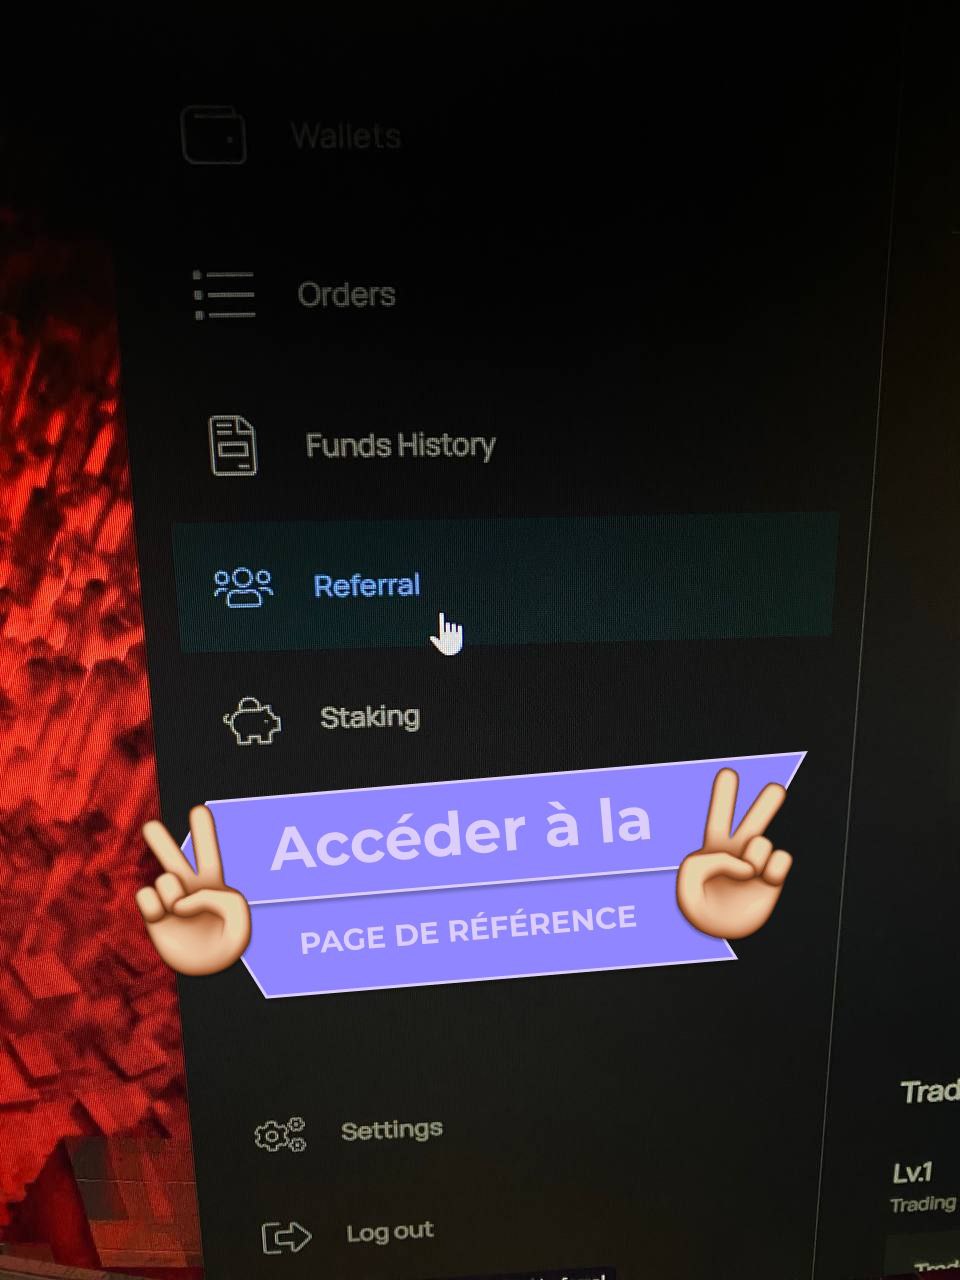 Wallets
Orders
Funds History
Referral
Staking
Accéder à la
PAGE DE RÉFÉRENCE
Settings
Log out
Trad
Lv.1
Trading